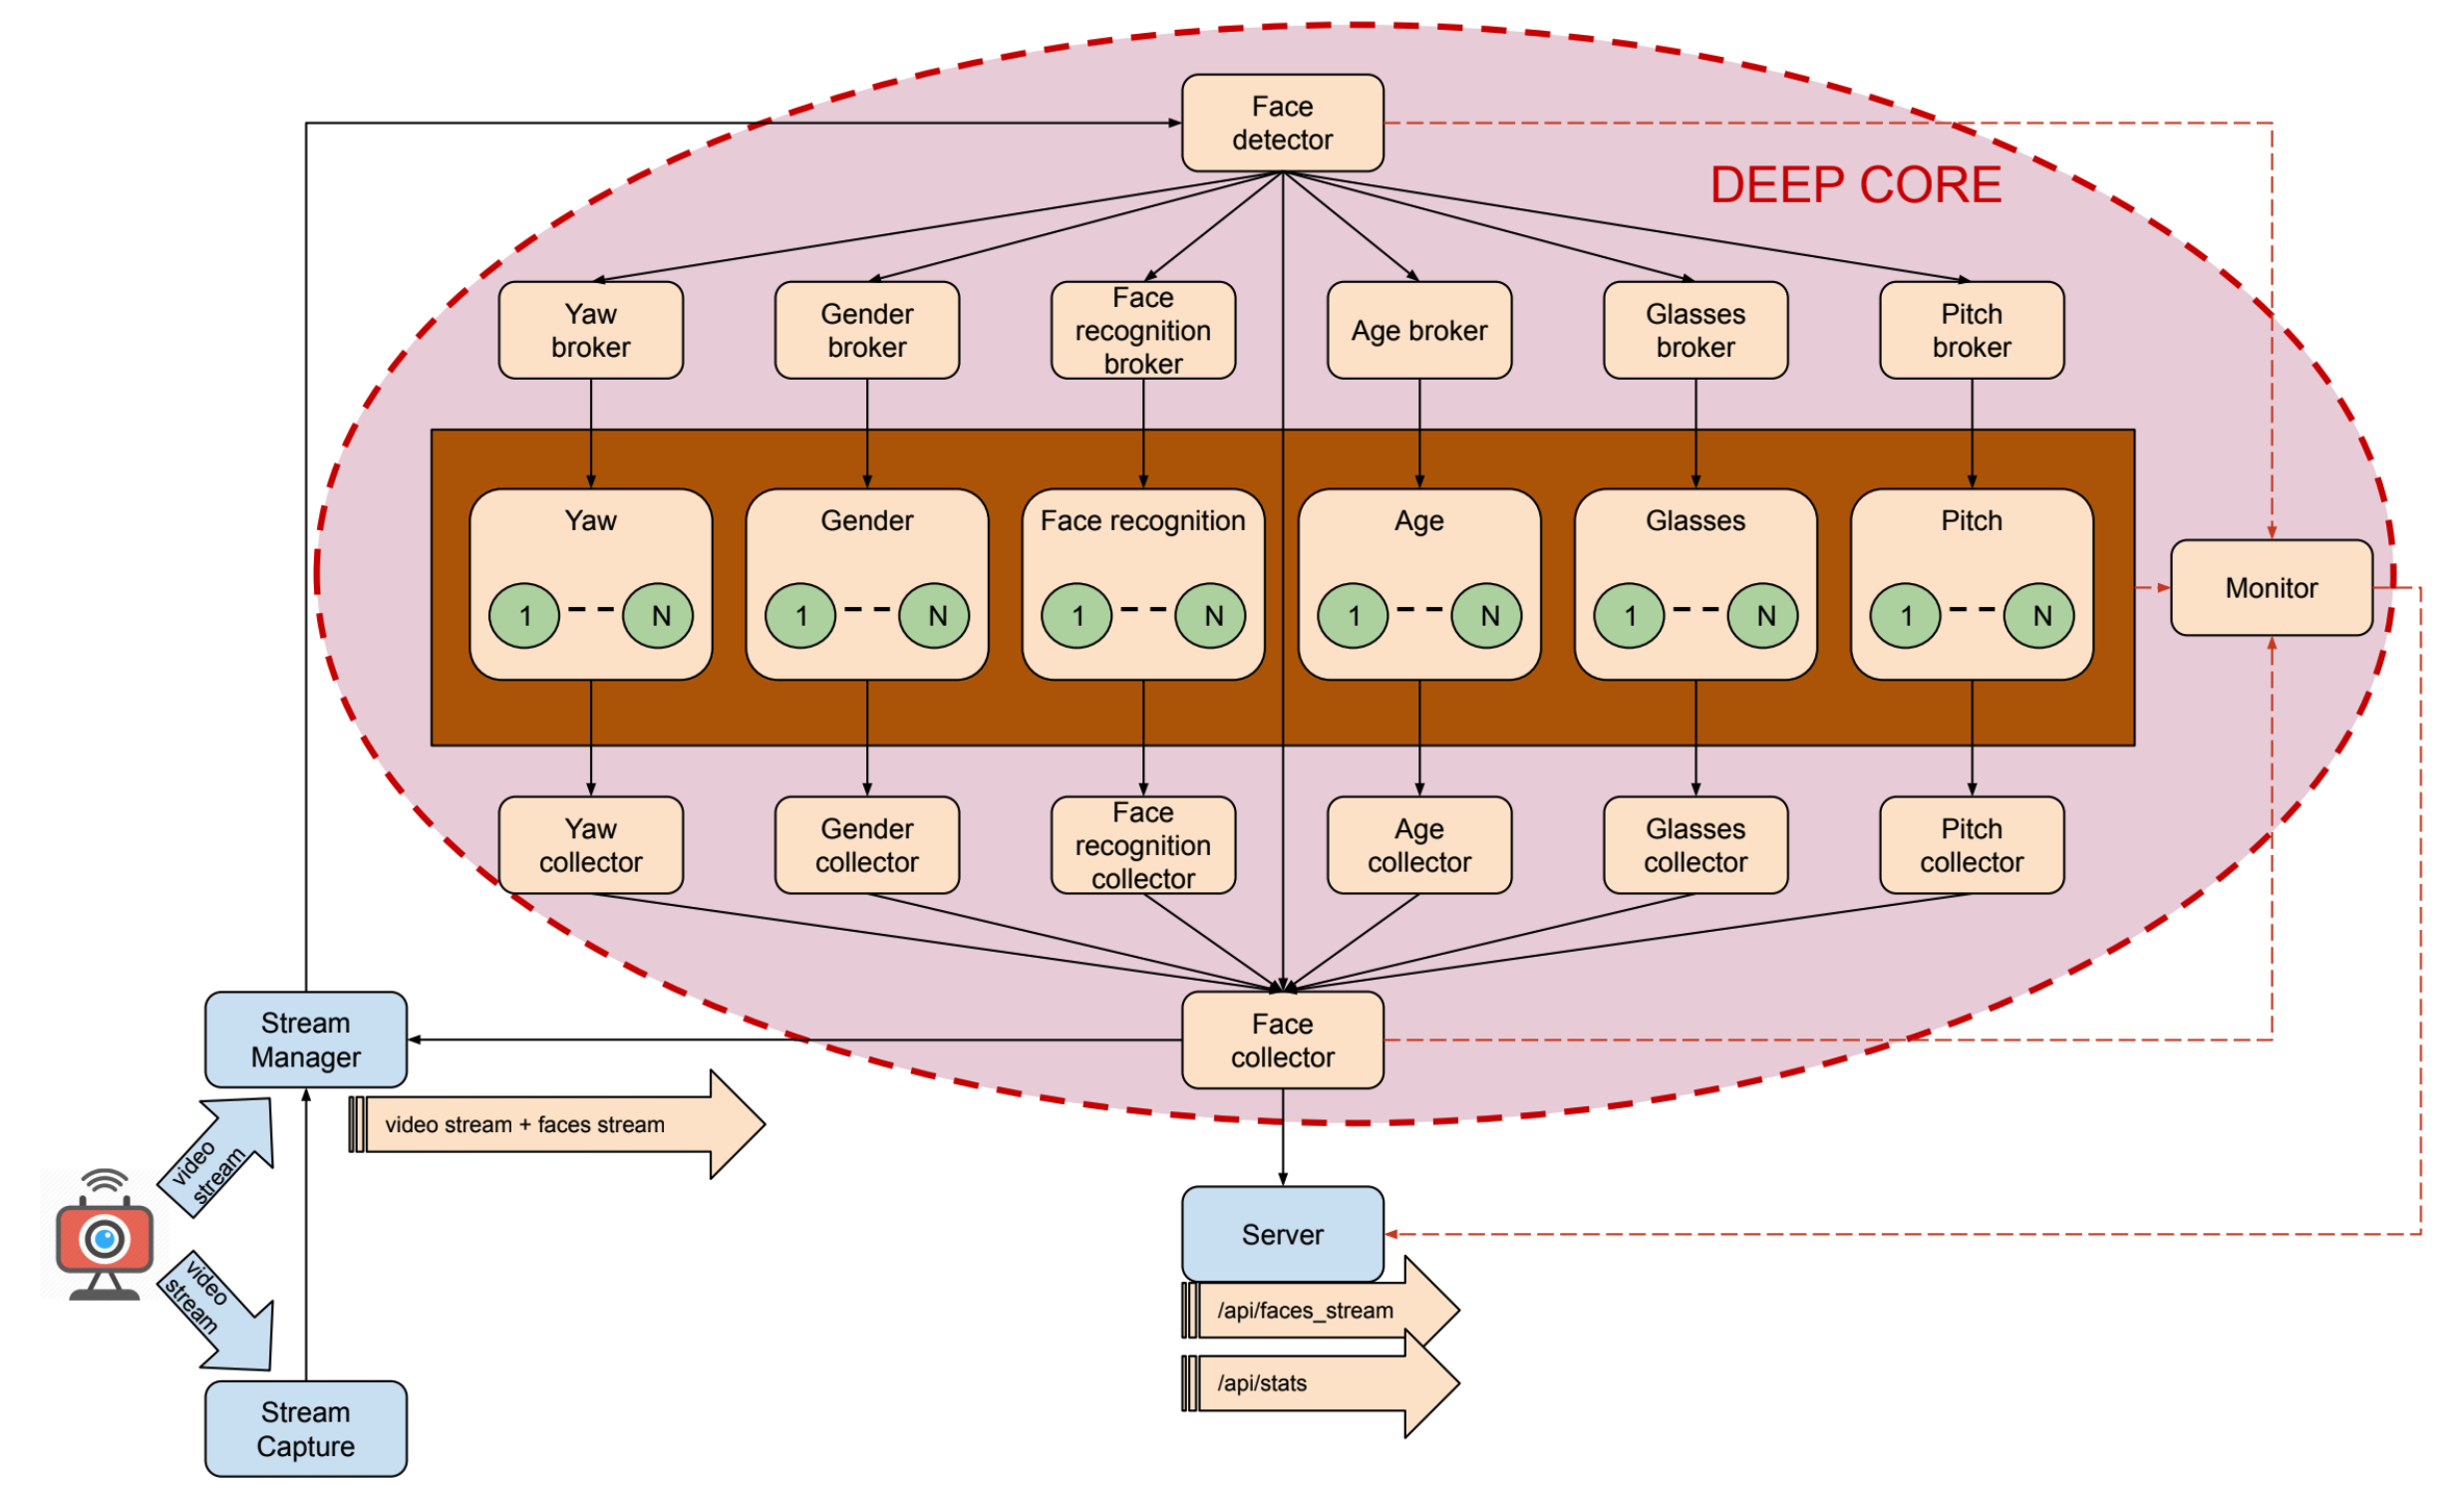 Face
detector
DEEP CORE
Yaw
broker
Gender
broker
Face
recognition
broker
Age broker
Glasses
broker
Pitch
broker
Yaw
1
N
Gender
1
N
Face recognition
1
N
Age
1
N
Glasses
1
N
Pitch
1
N
Monitor
Yaw
collector
Gender
collector
Face
recognition
collector
Age
collector
Glasses
collector
Pitch
collector
Stream
Manager
Face
collector
video stream + faces stream
video
stream
video
stream
Server
/api/faces_stream
/api/stats
Stream
Capture